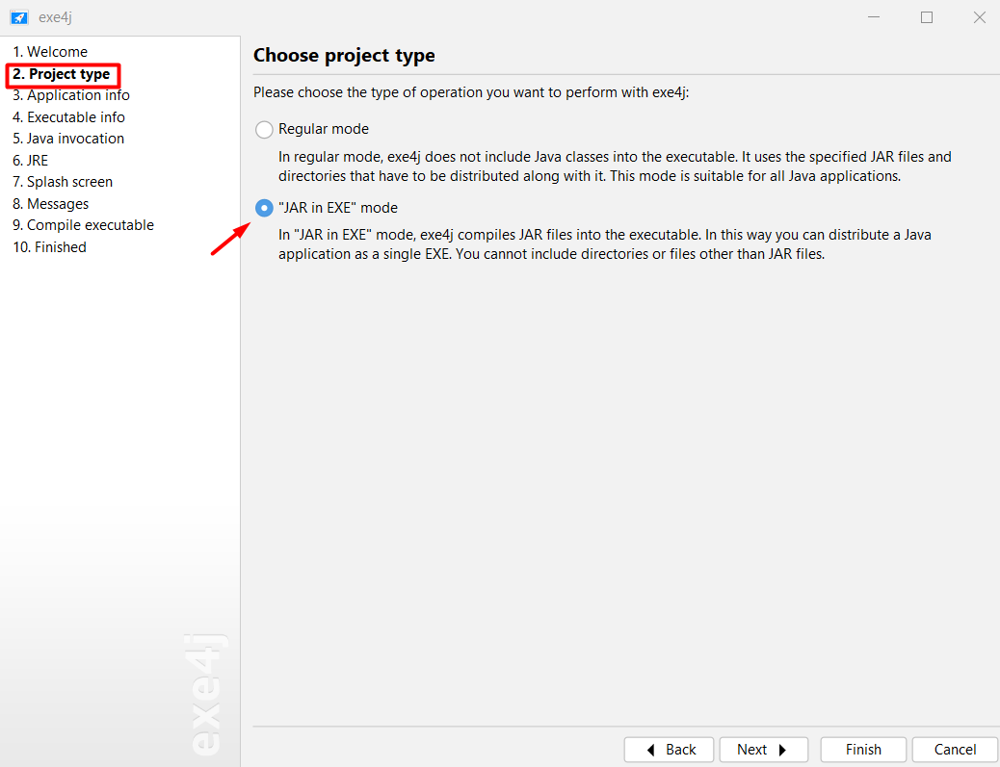 exe4j
1. Welcome
2. Project type
3. Application info
4. Executable info
5. Java invocation
6. JRE
7. Splash screen
8. Messages
9. Compile executable
10. Finished
exe4j
Choose project type
Please choose the type of operation you want to perform with exe4j:
Regular mode
In regular mode, exe4j does not include Java classes into the executable. It uses the specified JAR files and
directories that have to be distributed along with it. This mode is suitable for all Java applications.
"JAR in EXE" mode
In "JAR in EXE" mode, exe4j compiles JAR files into the executable. In this way you can distribute a Java
application as a single EXE. You cannot include directories or files other than JAR files.
Back
Next
Finish
Cancel